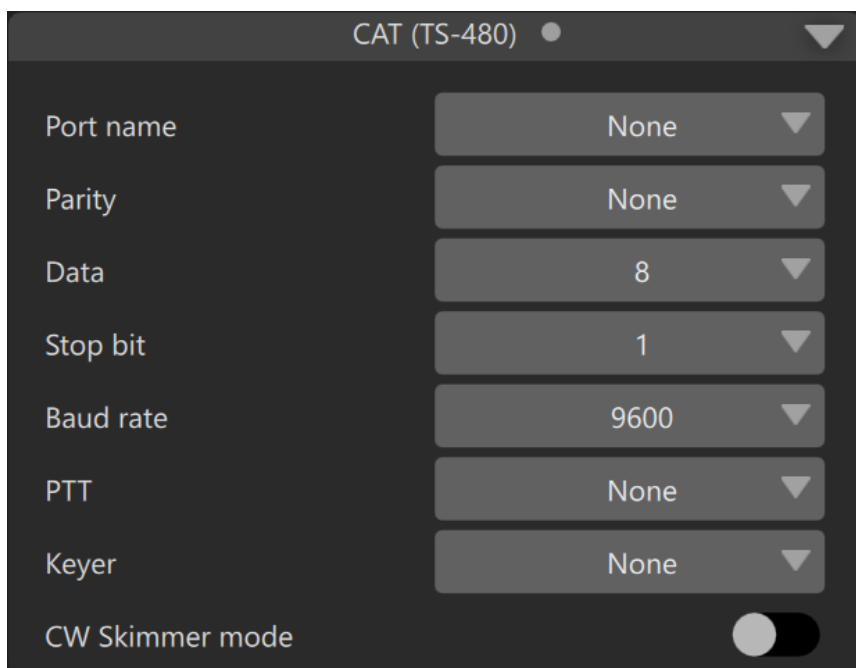 CAT (TS-480)
Port name None
Parity None
Data 8
Stop bit 1
Baud rate 9600
PTT None
Keyer None
CW Skimmer mode